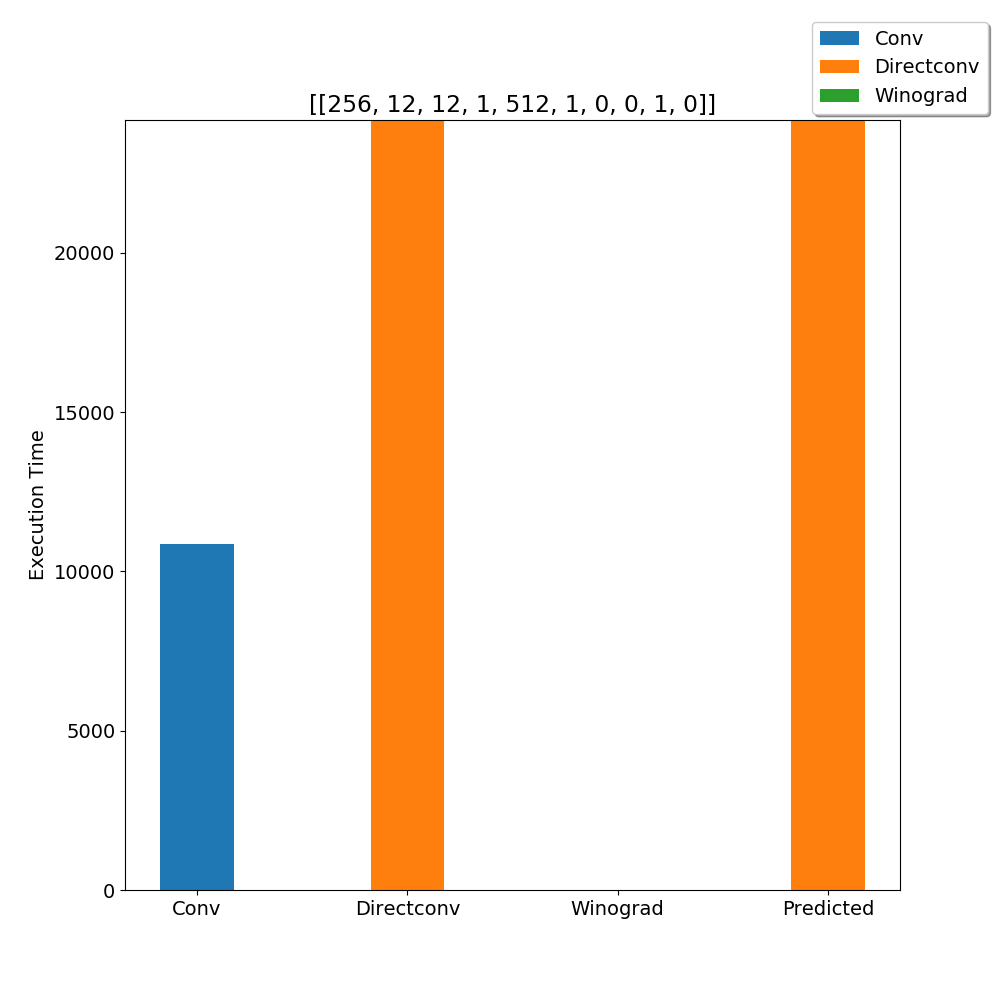 Conv
Directconv
Winograd
[[256, 12, 12, 1, 512, 1, 0, 0, 1, 0]]
Execution Time
20000
15000
10000
5000
0
Conv Directconv Winograd Predicted